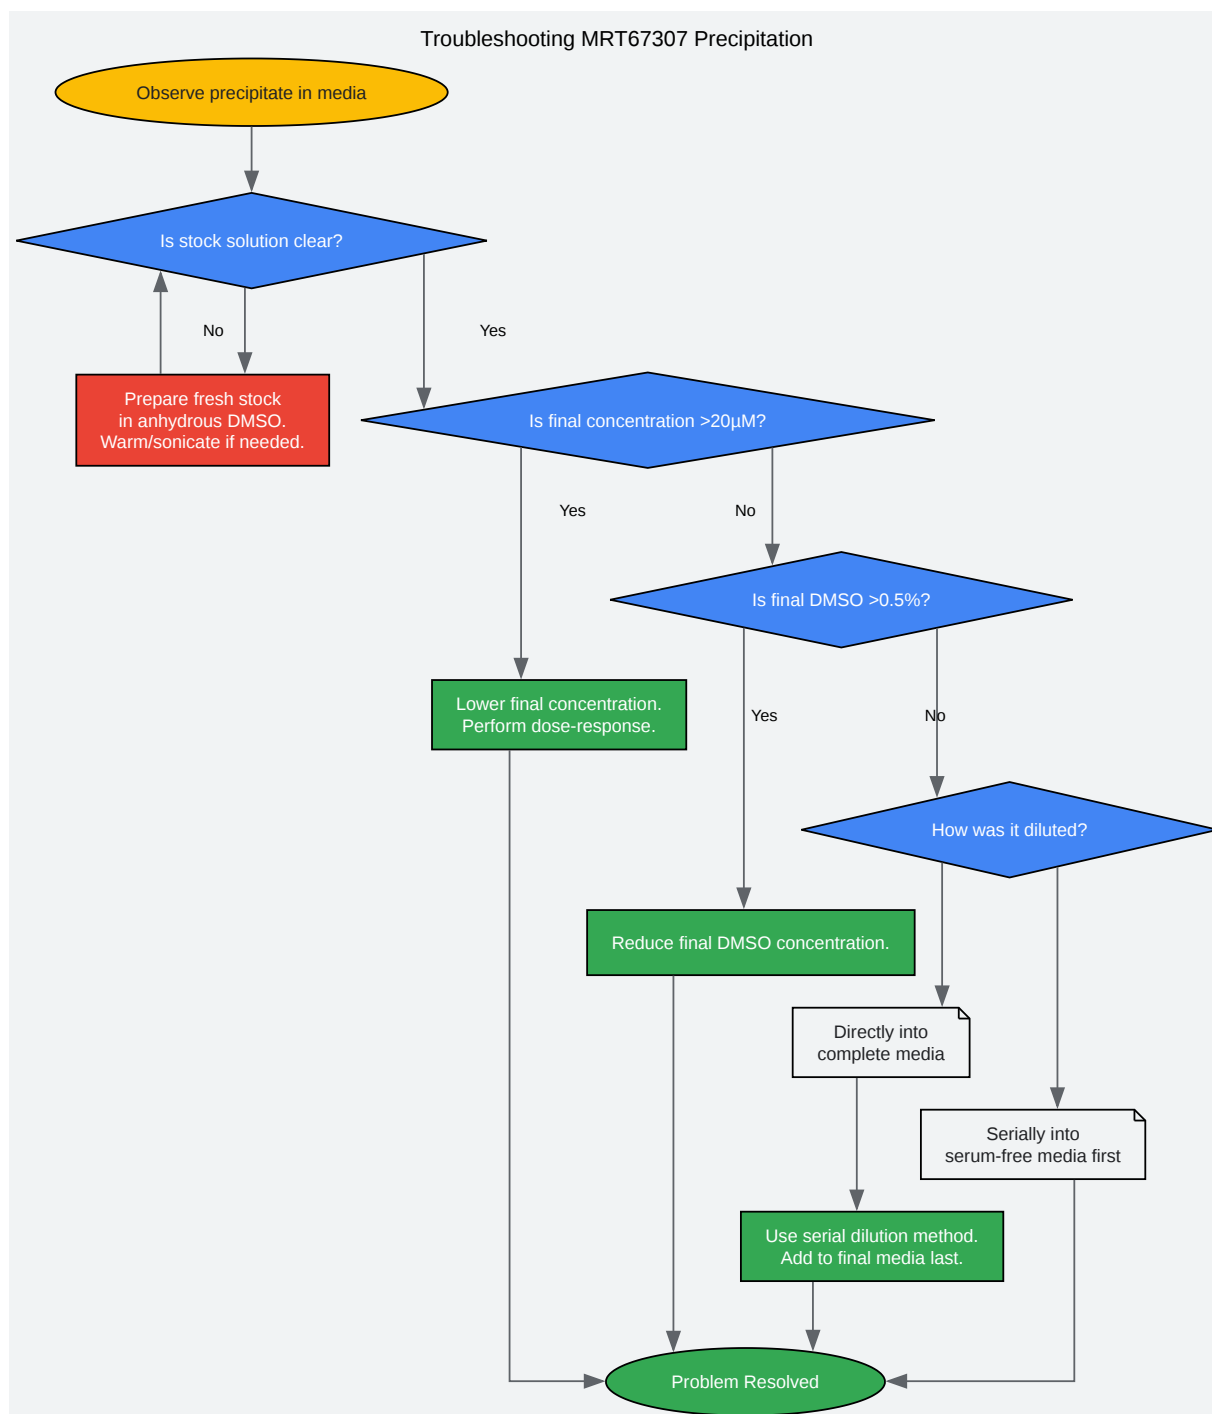 Troubleshooting MRT67307 Precipitation
Observe precipitate in media
Is stock solution clear?
No
Yes
Prepare fresh stock
in anhydrous DMSO.
Warm/sonicate if needed.
Is final concentration >20µM?
Yes
No
Is final DMSO >0.5%?
Lower final concentration.
Perform dose-response.
Yes
No
How was it diluted?
Reduce final DMSO concentration.
Directly into
complete media
Serially into
serum-free media first
Use serial dilution method.
Add to final media last.
Problem Resolved